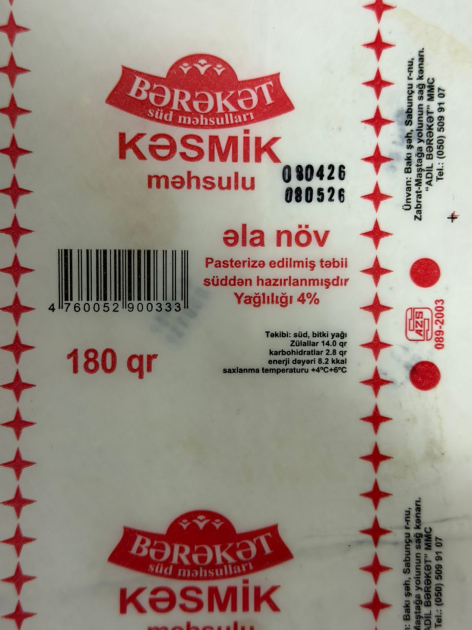 BƏRƏKƏT
süd məhsulları
KƏSMİK
məhsulu
080426
080526
əla növ
Pasterizə edilmiş təbii
süddən hazırlanmışdır
Yağlılığı 4%
4 760052 900333
180 qr
Təkibi: süd, bitki yağı
Zülallar 14.0 qr
karbohidratlar 2.8 qr
enerji dəyəri 8.2 kkal
saxlanma temperaturu +4°C+6°C
Ünvan: Bakı şəh, Sabunçu r-nu,
Zabrat-Maştağa yolunun sağ kənarı.
"ADİL BƏRƏKƏT" MMC
Tel.: (050) 509 91 07
AZS
089-2003
BƏRƏKƏT
süd məhsulları
KƏSMİK
məhsulu
Bakı şəh, Sabunçu r-nu,
Maştağa yolunun sağ kənarı.
"ADİL BƏRƏKƏT" MMC
Tel.: (050) 509 91 07